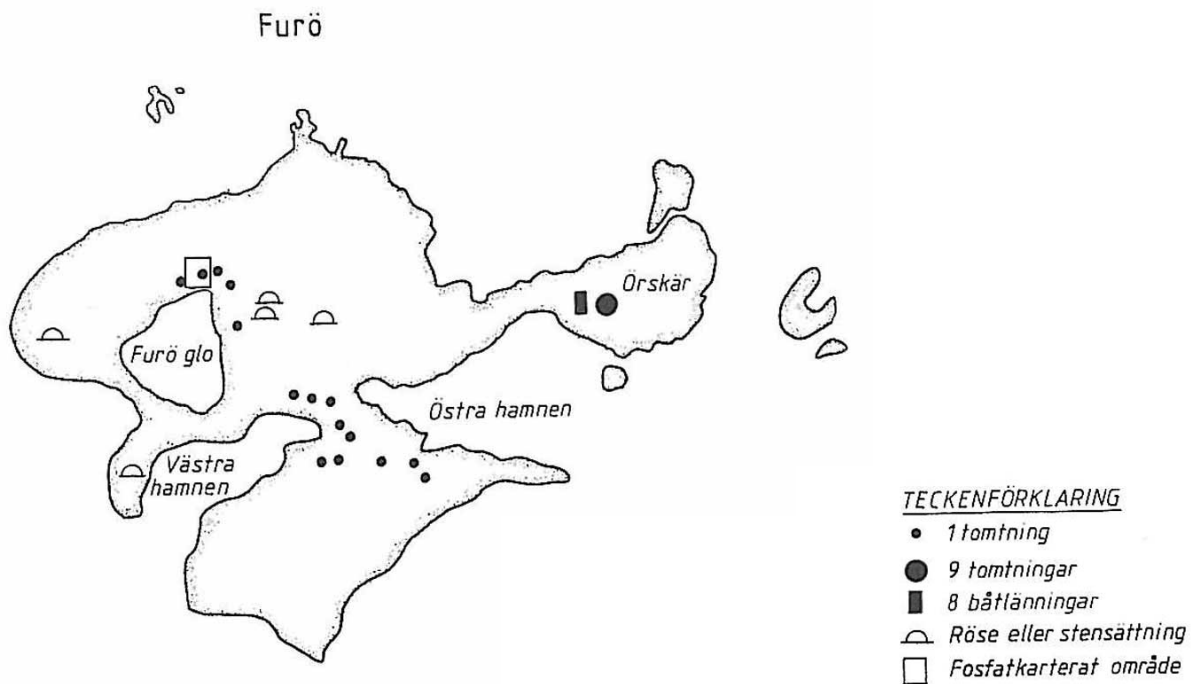 Furö
Örskär
Furö glo
Östra hamnen
Västra
hamnen
TECKENFÖRKLARING
1 tomtning
9 tomtningar
8 båtlänningar
Röse eller stensättning
Fosfatkarterat område